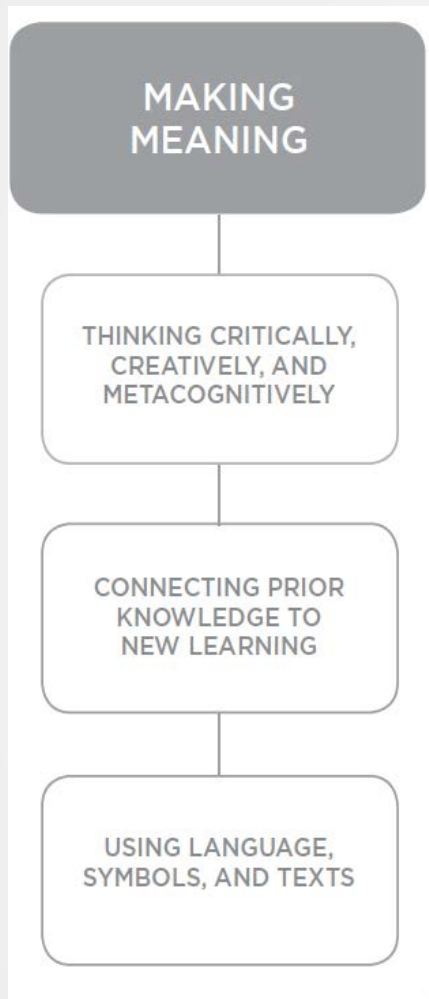 MAKING
MEANING
THINKING CRITICALLY,
CREATIVELY, AND
METACOGNITIVELY
CONNECTING PRIOR
KNOWLEDGE TO
NEW LEARNING
USING LANGUAGE,
SYMBOLS, AND TEXTS